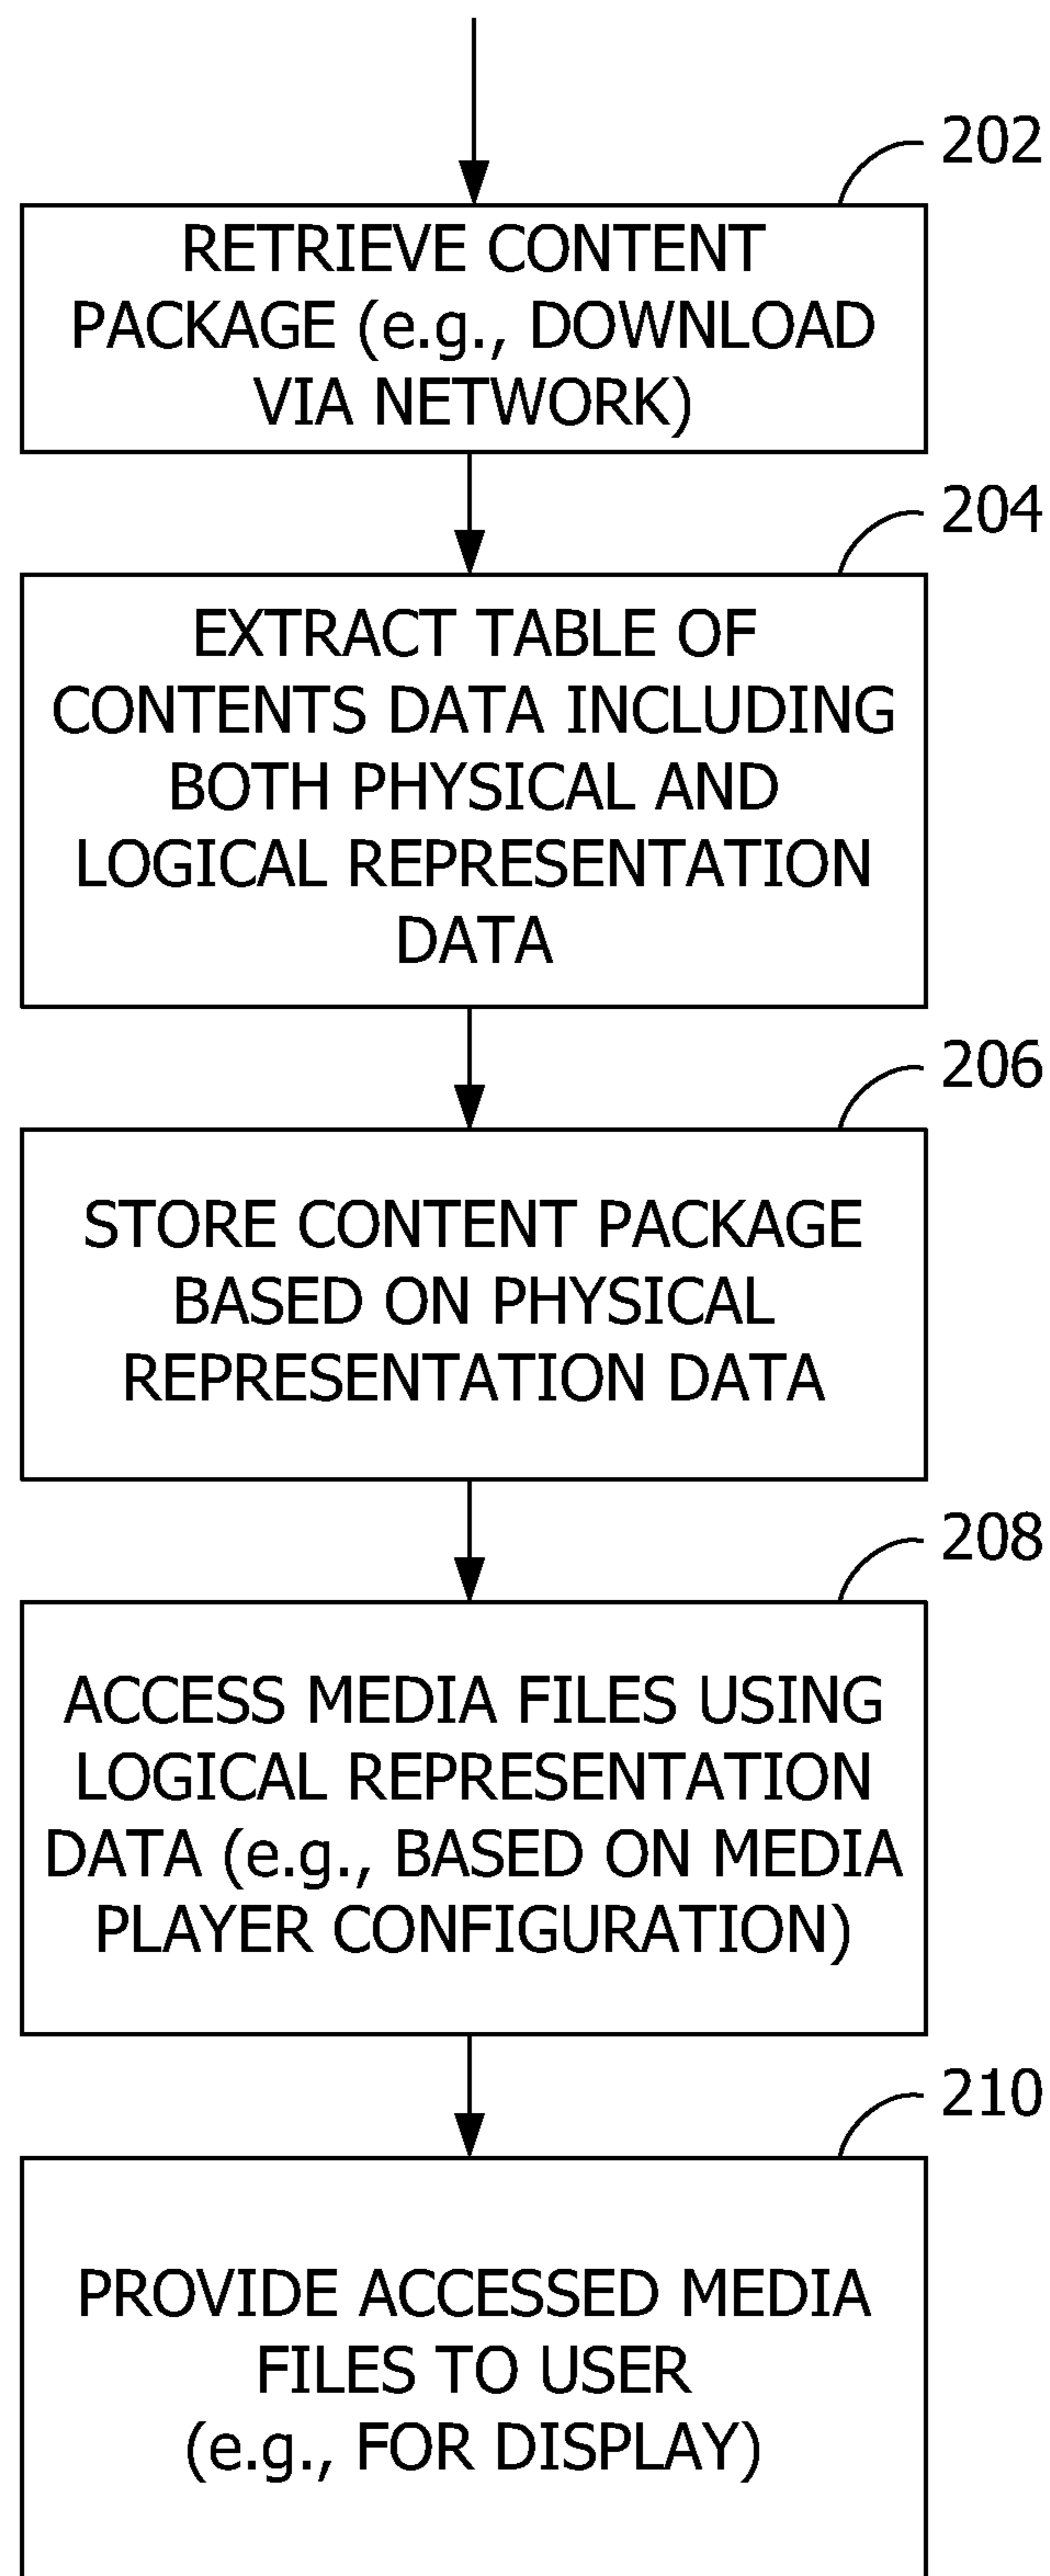 202
RETRIEVE CONTENT
PACKAGE (e.g., DOWNLOAD
VIA NETWORK)
204
EXTRACT TABLE OF
CONTENTS DATA INCLUDING
BOTH PHYSICAL AND
LOGICAL REPRESENTATION
DATA
206
STORE CONTENT PACKAGE
BASED ON PHYSICAL
REPRESENTATION DATA
208
ACCESS MEDIA FILES USING
LOGICAL REPRESENTATION
DATA (e.g., BASED ON MEDIA
PLAYER CONFIGURATION)
210
PROVIDE ACCESSED MEDIA
FILES TO USER
(e.g., FOR DISPLAY)